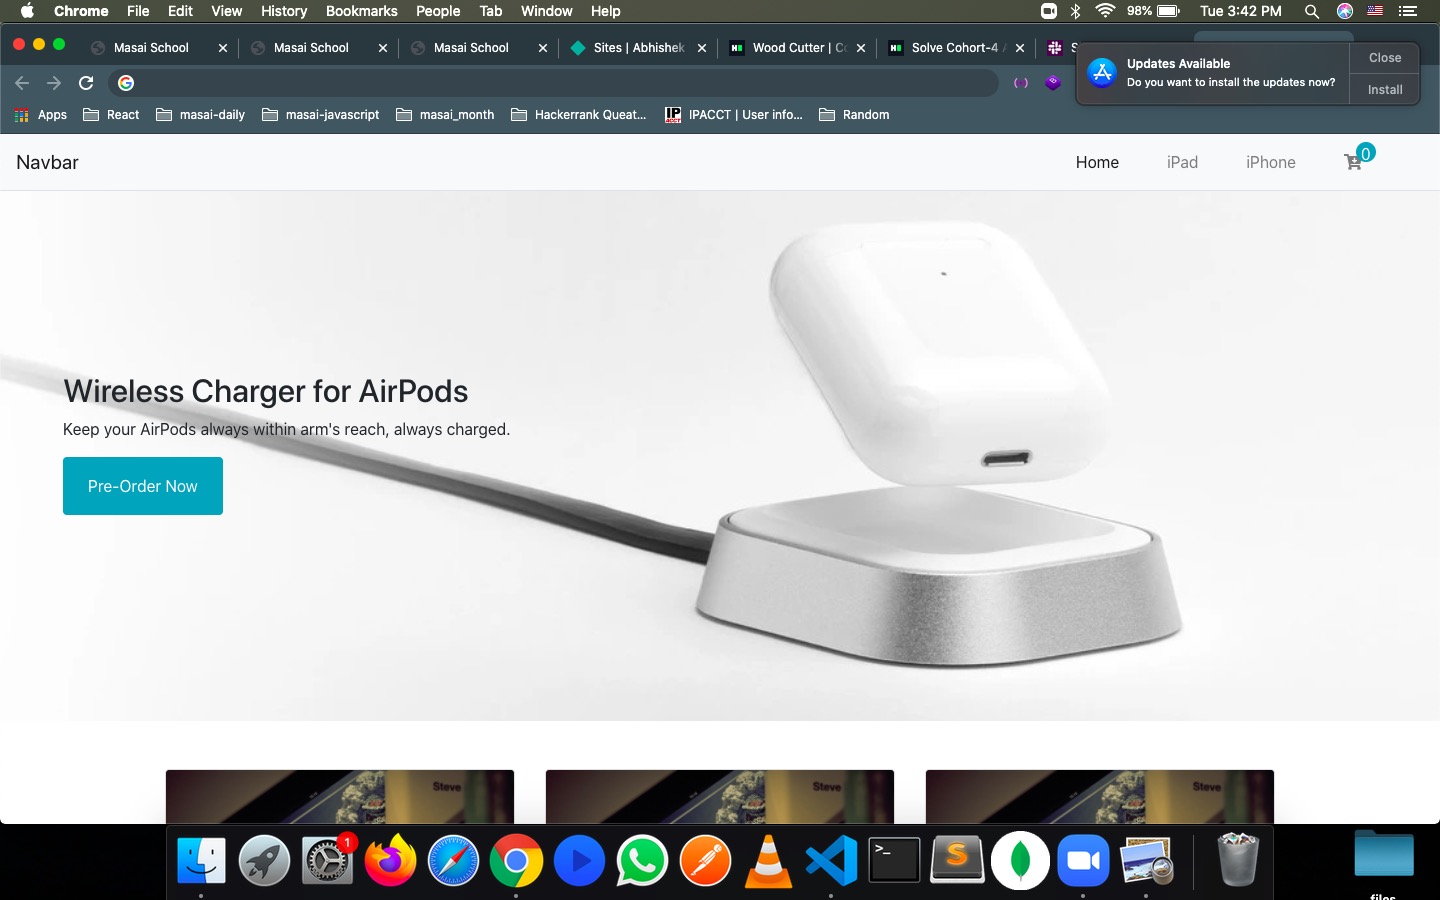 Chrome File Edit View History Bookmarks People Tab Window Help 98% Tue 3:42 PM
Masai School Masai School Masai School Sites | Abhishek Wood Cutter | Solve Cohort-4
Updates Available
Do you want to install the updates now?
Close
Install
Apps React masai-daily masai-javascript masai_month Hackerrank Queat... IPACCT | User info... Random
Navbar Home iPad iPhone 0
Wireless Charger for AirPods
Keep your AirPods always within arm's reach, always charged.
Pre-Order Now
Steve Steve Steve
1
files